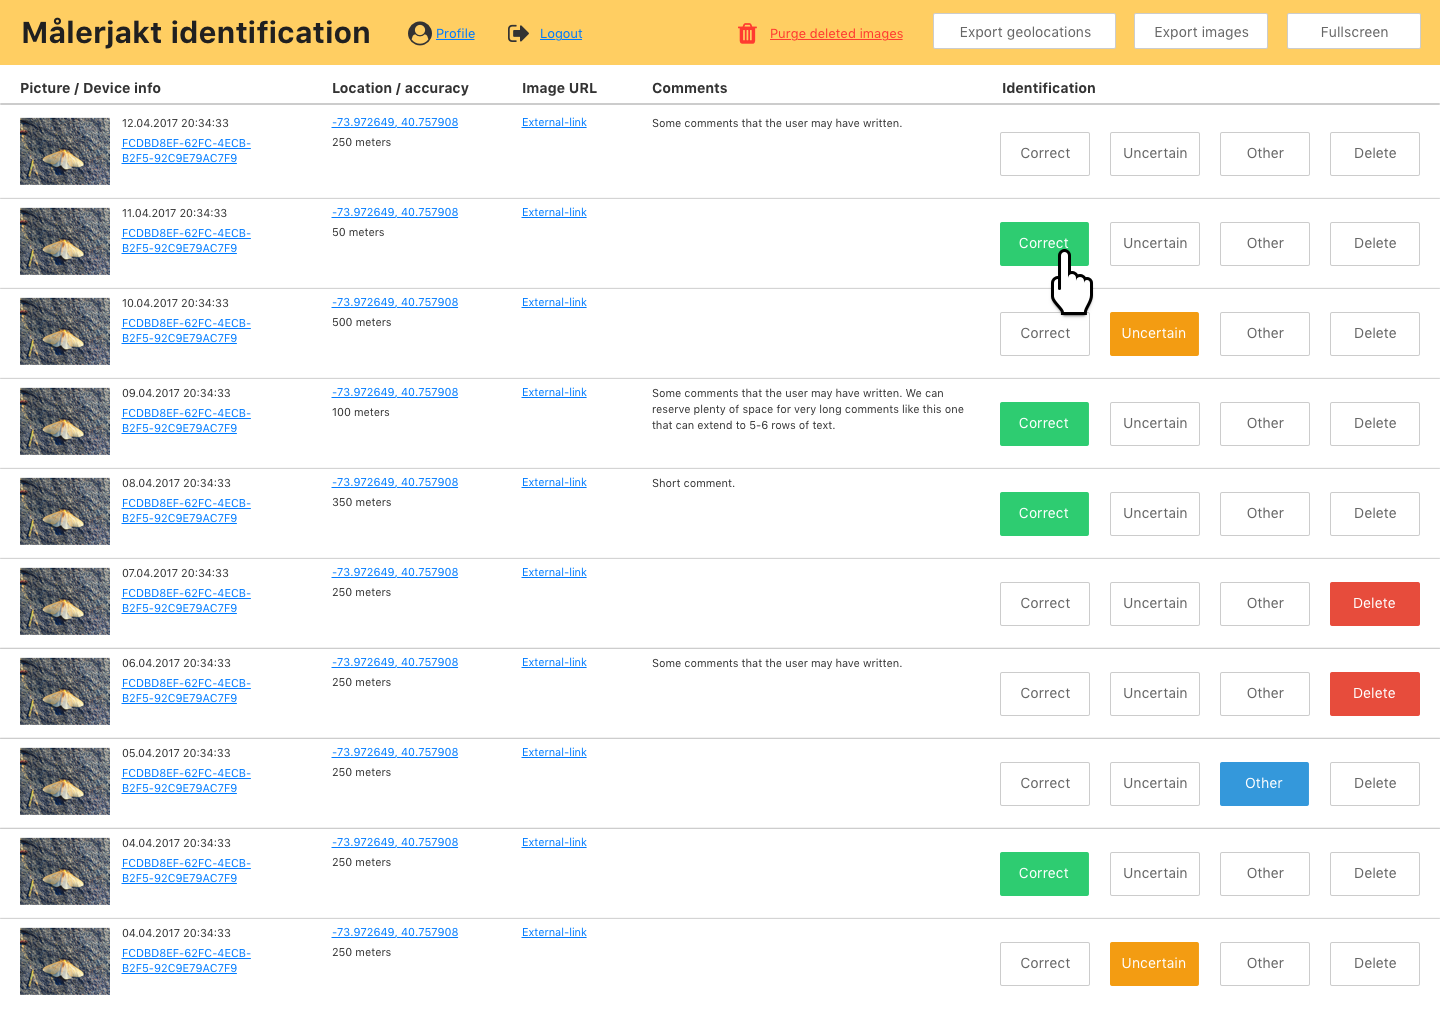 Målerjakt identification
Profile
Logout
Purge deleted images
Export geolocations
Export images
Fullscreen
Picture / Device info
Location / accuracy
Image URL
Comments
Identification
12.04.2017 20:34:33
FCDBD8EF-62FC-4ECB-
B2F5-92C9E79AC7F9
-73.972649, 40.757908
250 meters
External-link
Some comments that the user may have written.
Correct
Uncertain
Other
Delete
11.04.2017 20:34:33
FCDBD8EF-62FC-4ECB-
B2F5-92C9E79AC7F9
-73.972649, 40.757908
50 meters
External-link
Correct
Uncertain
Other
Delete
10.04.2017 20:34:33
FCDBD8EF-62FC-4ECB-
B2F5-92C9E79AC7F9
-73.972649, 40.757908
500 meters
External-link
Correct
Uncertain
Other
Delete
09.04.2017 20:34:33
FCDBD8EF-62FC-4ECB-
B2F5-92C9E79AC7F9
-73.972649, 40.757908
100 meters
External-link
Some comments that the user may have written. We can
reserve plenty of space for very long comments like this one
that can extend to 5-6 rows of text.
Correct
Uncertain
Other
Delete
08.04.2017 20:34:33
FCDBD8EF-62FC-4ECB-
B2F5-92C9E79AC7F9
-73.972649, 40.757908
350 meters
External-link
Short comment.
Correct
Uncertain
Other
Delete
07.04.2017 20:34:33
FCDBD8EF-62FC-4ECB-
B2F5-92C9E79AC7F9
-73.972649, 40.757908
250 meters
External-link
Correct
Uncertain
Other
Delete
06.04.2017 20:34:33
FCDBD8EF-62FC-4ECB-
B2F5-92C9E79AC7F9
-73.972649, 40.757908
250 meters
External-link
Some comments that the user may have written.
Correct
Uncertain
Other
Delete
05.04.2017 20:34:33
FCDBD8EF-62FC-4ECB-
B2F5-92C9E79AC7F9
-73.972649, 40.757908
250 meters
External-link
Correct
Uncertain
Other
Delete
04.04.2017 20:34:33
FCDBD8EF-62FC-4ECB-
B2F5-92C9E79AC7F9
-73.972649, 40.757908
250 meters
External-link
Correct
Uncertain
Other
Delete
04.04.2017 20:34:33
FCDBD8EF-62FC-4ECB-
B2F5-92C9E79AC7F9
-73.972649, 40.757908
250 meters
External-link
Correct
Uncertain
Other
Delete